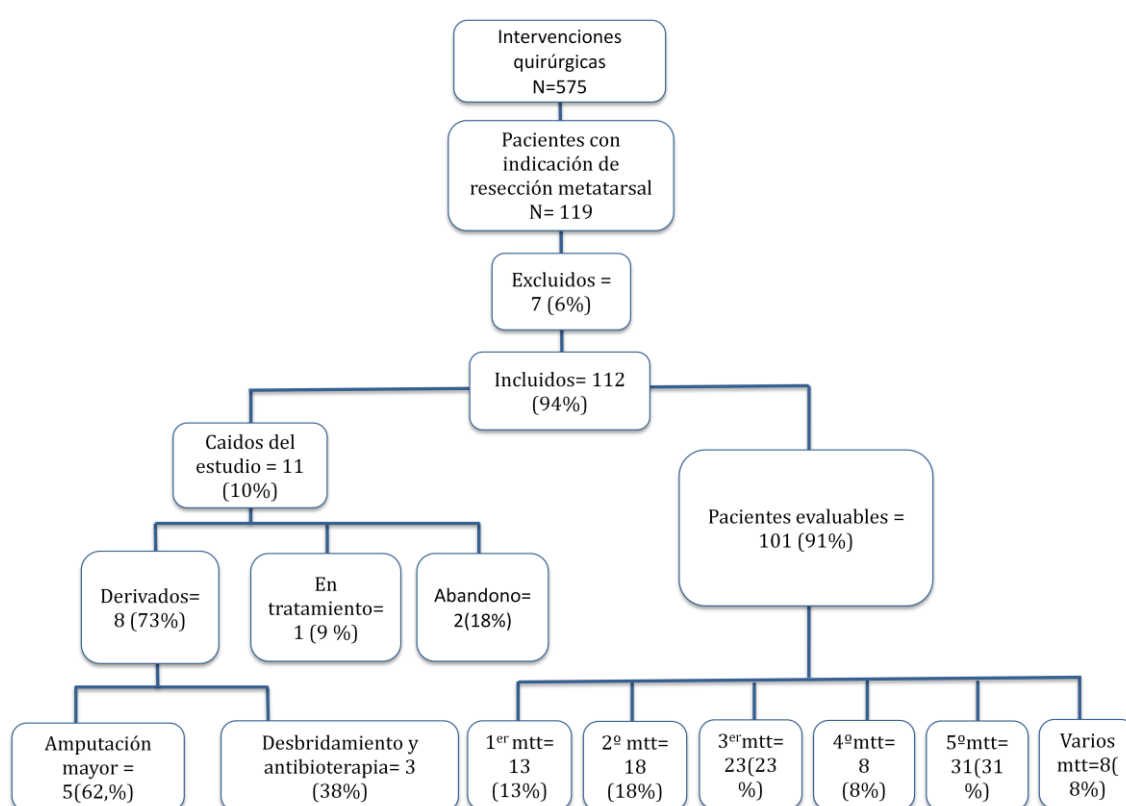 Intervenciones
quirúrgicas
N=575
Pacientes con
indicación de
resección metatarsal
N= 119
Excluidos =
7 (6%)
Incluidos= 112
(94%)
Caidos del
estudio = 11
(10%)
Pacientes evaluables =
101 (91%)
Derivados=
8 (73%)
En
tratamiento=
1 (9 %)
Abandono=
2(18%)
Amputación
mayor =
5(62,%)
Desbridamiento y
antibioterapia= 3
(38%)
1er mtt=
13
(13%)
2º mtt=
18
(18%)
3ermtt=
23(23
%)
4ºmtt=
8
(8%)
5ºmtt=
31(31
%)
Varios
mtt=8(
8%)